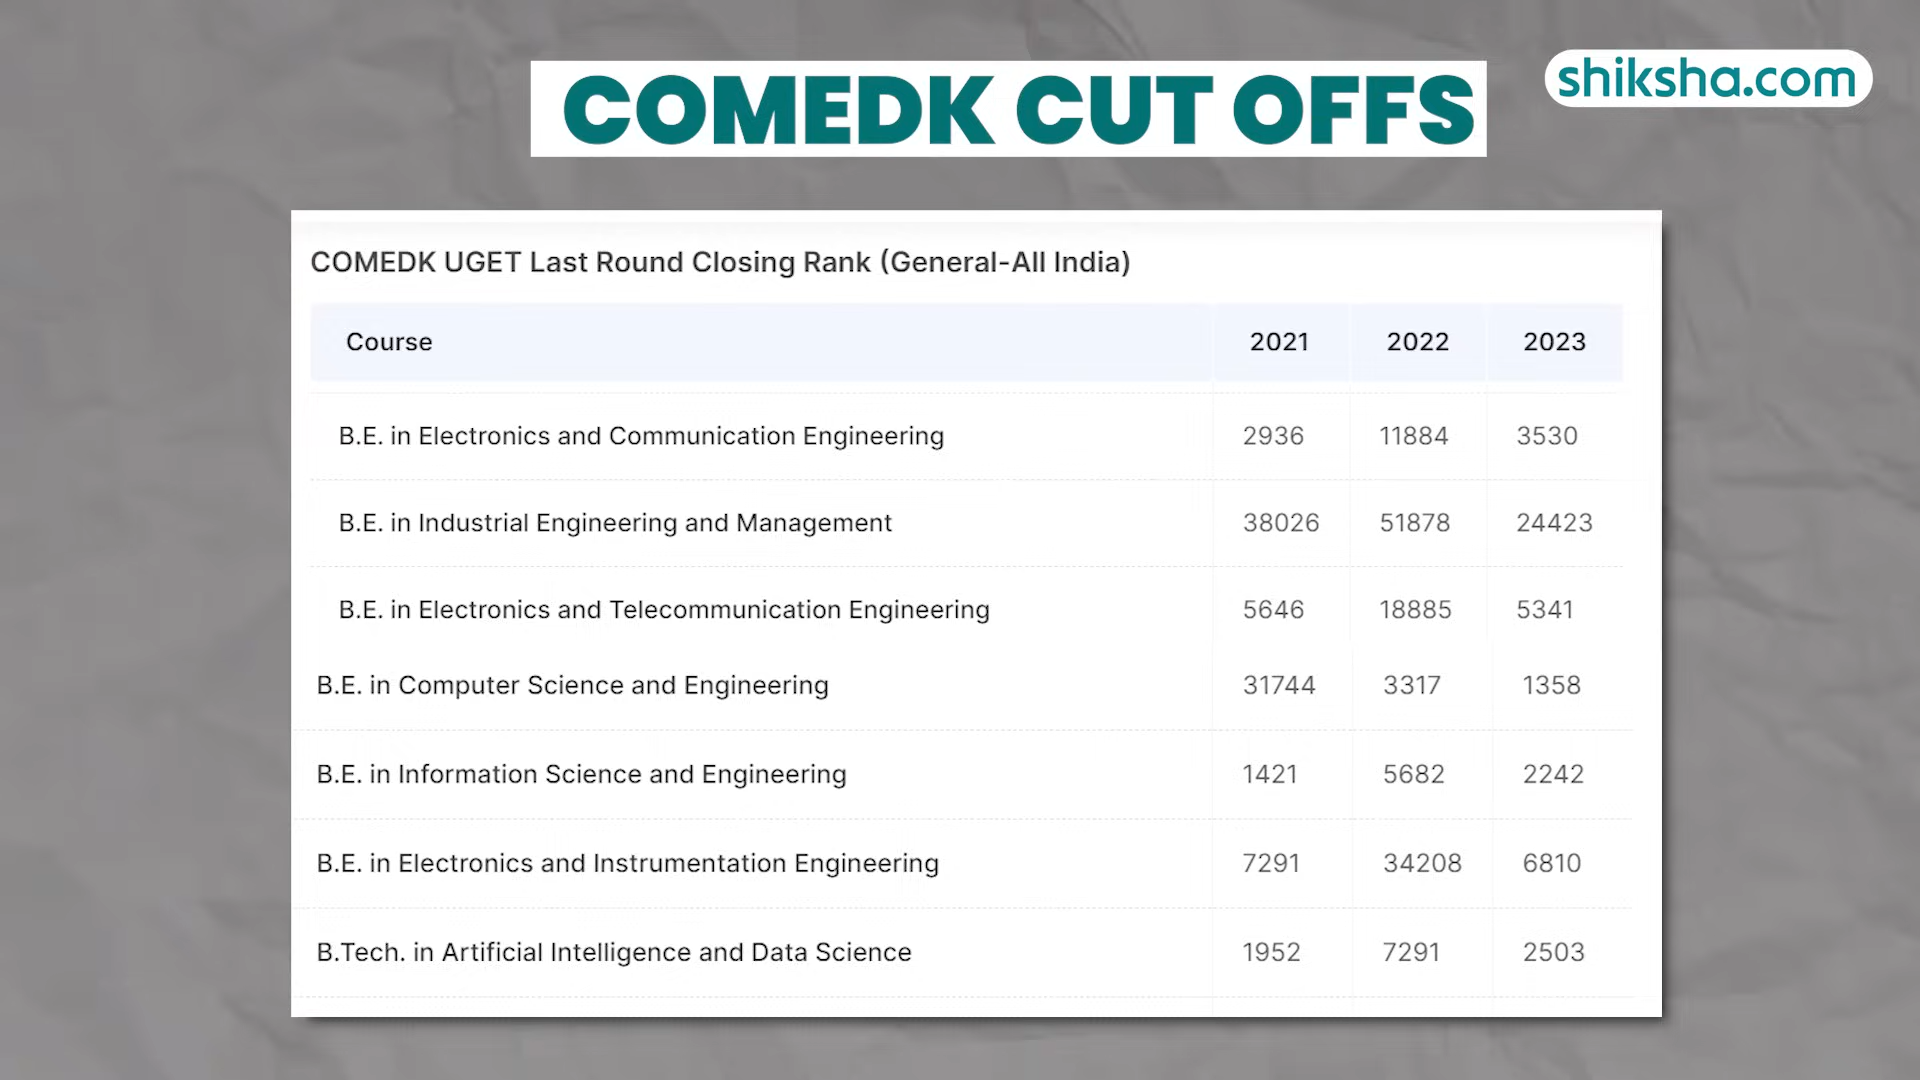 COMEDK CUT OFFS
shiksha.com
COMEDK UGET Last Round Closing Rank (General-All India)
Course 2021 2022 2023
B.E. in Electronics and Communication Engineering 2936 11884 3530
B.E. in Industrial Engineering and Management 38026 51878 24423
B.E. in Electronics and Telecommunication Engineering 5646 18885 5341
B.E. in Computer Science and Engineering 31744 3317 1358
B.E. in Information Science and Engineering 1421 5682 2242
B.E. in Electronics and Instrumentation Engineering 7291 34208 6810
B.Tech. in Artificial Intelligence and Data Science 1952 7291 2503